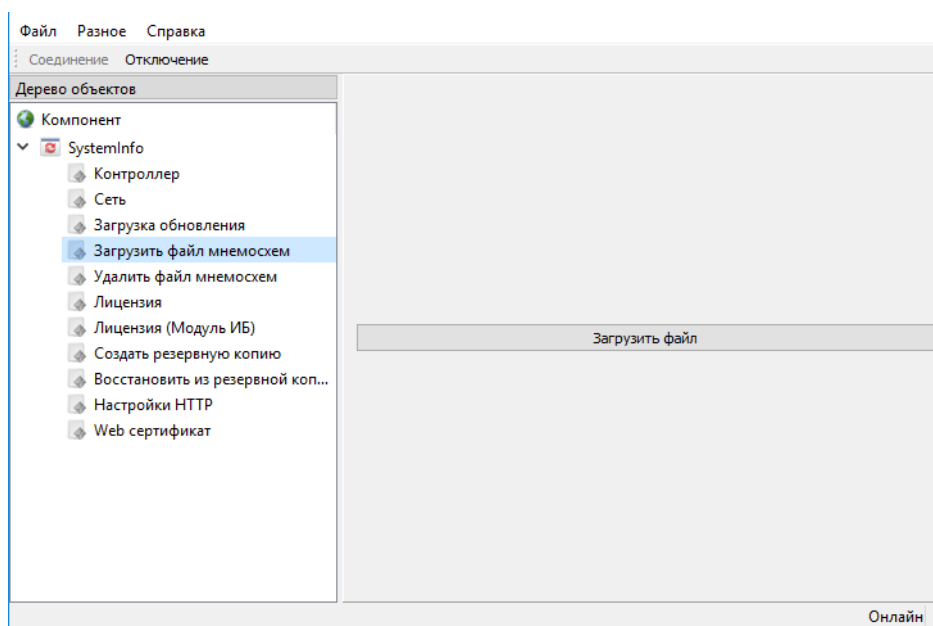 Файл Разное Справка
Соединение Отключение
Дерево объектов
Компонент
SystemInfo
Контроллер
Сеть
Загрузка обновления
Загрузить файл мнемосхем
Удалить файл мнемосхем
Лицензия
Лицензия (Модуль ИБ)
Загрузить файл
Создать резервную копию
Восстановить из резервной коп...
Настройки HTTP
Web сертификат
Онлайн